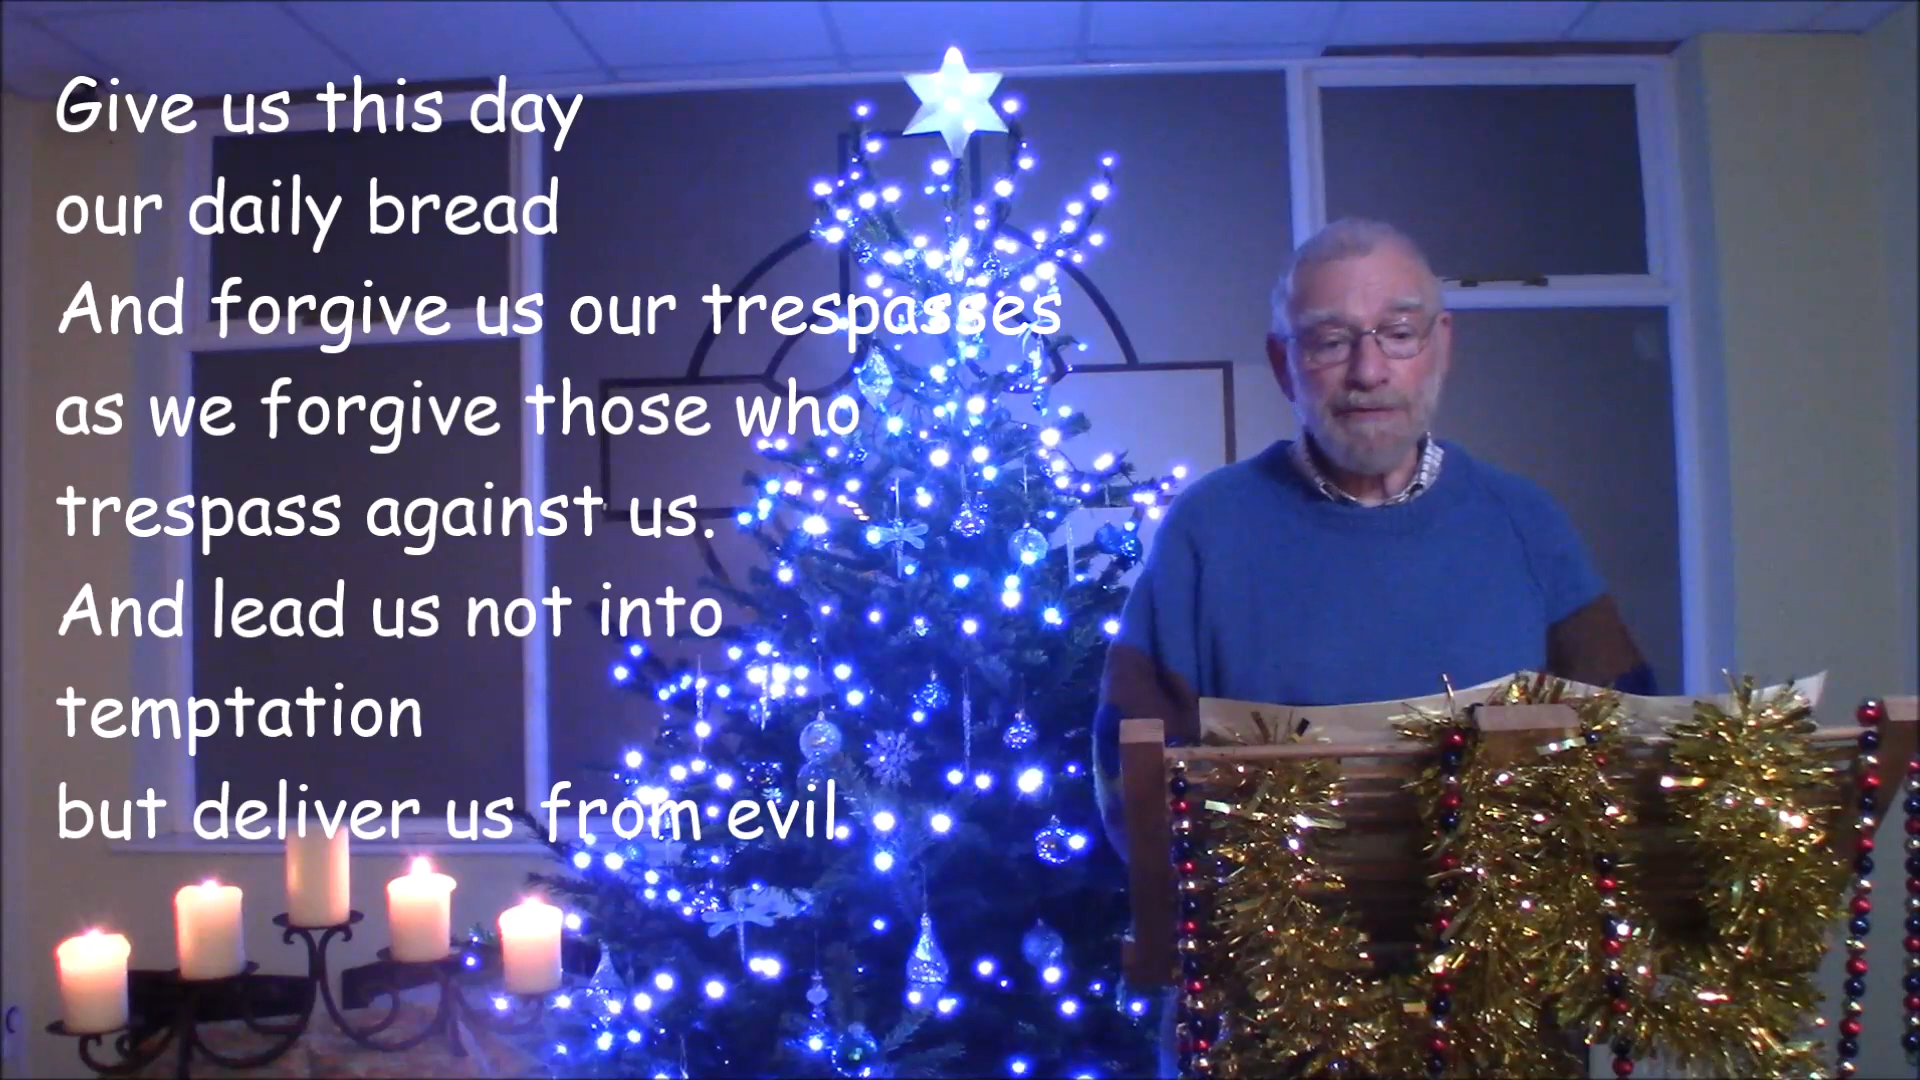 Give us this day
our daily bread
And forgive us our trespasses
as we forgive those who
trespass against us.
And lead us not into
temptation
but deliver us from evil